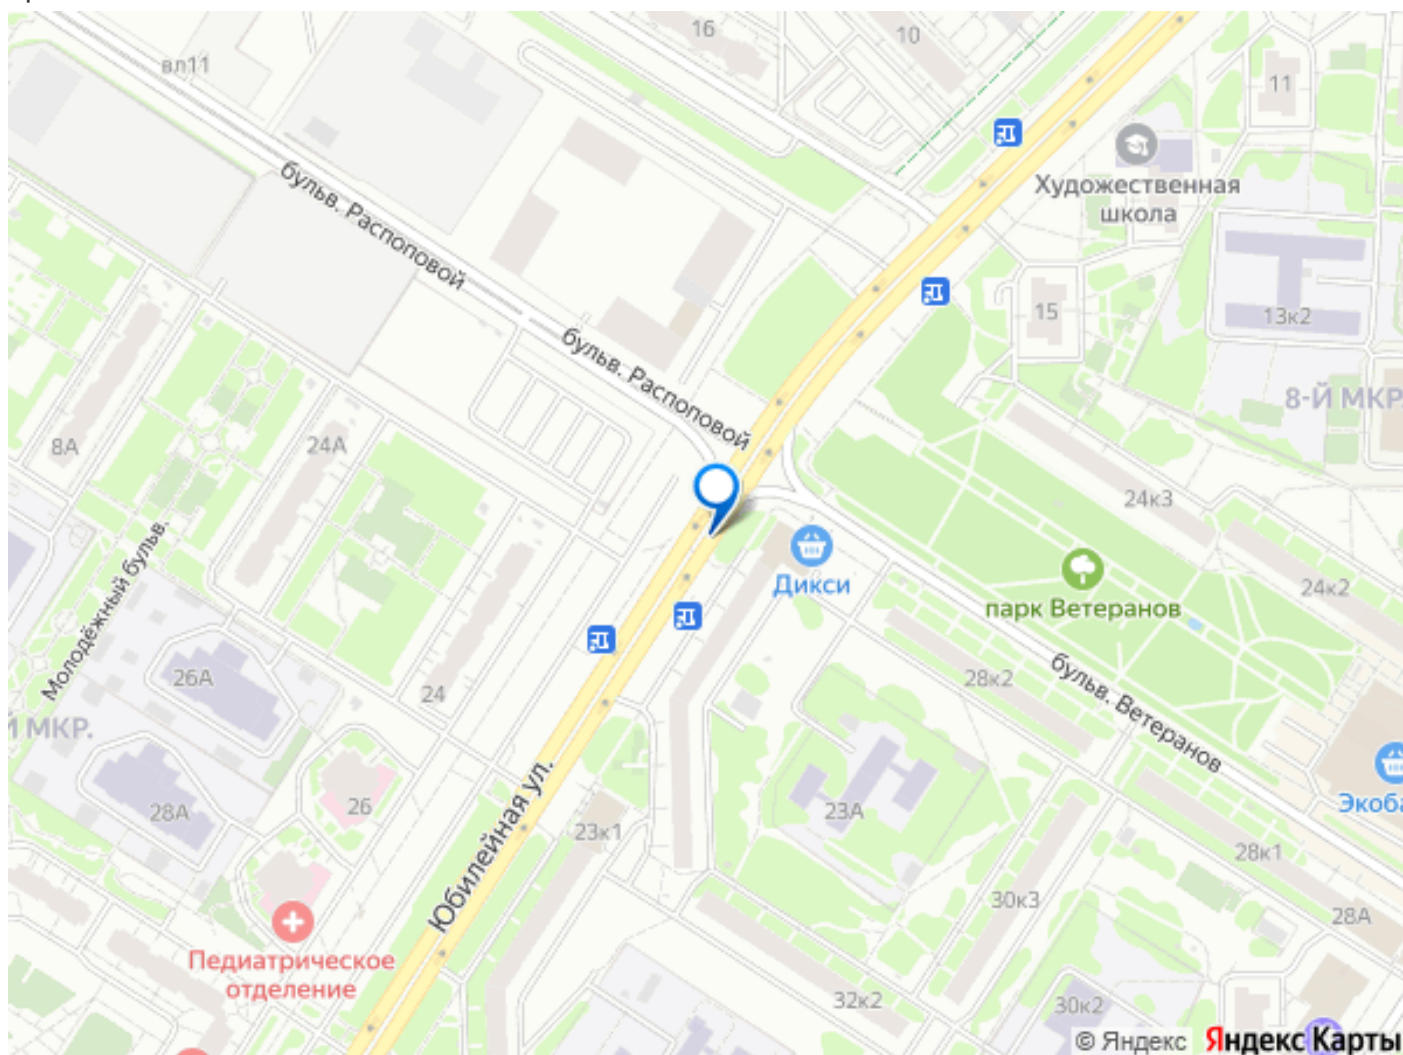 16
10
вл11
11
Художественная
школа
бульв. Распоповой
15
13к2
бульв. Распоповой
8-Й МКР
8А
24А
24к3
Дикси
парк Ветеранов
24к2
Молодёжный бульв.
26А
24
28к2
бульв. Ветеранов
Й МКР.
28А
26
23к1
23А
Экоба
28к1
Юбилейная ул.
30к3
28А
Педиатрическое
отделение
32к2
30к2
© Яндекс Яндекс Карты